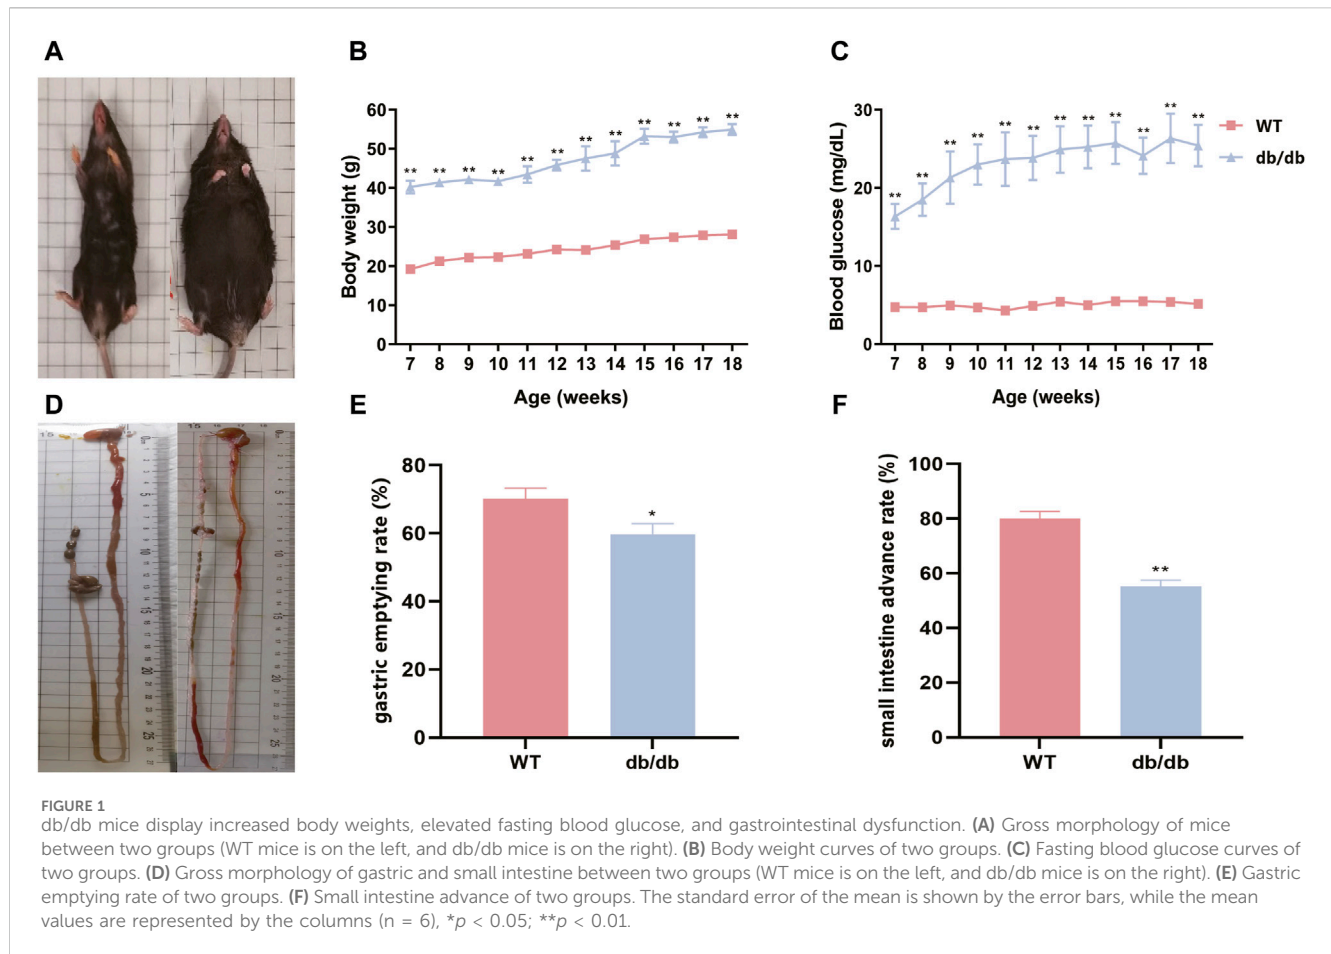 A
B
C
60
50
40
30
20
10
0
Body weight (g)
** ** ** ** ** ** ** ** ** ** ** **
7 8 9 10 11 12 13 14 15 16 17 18
Age (weeks)
30
20
10
0
Blood glucose (mg/dL)
** ** ** ** ** ** ** ** ** ** ** **
7 8 9 10 11 12 13 14 15 16 17 18
Age (weeks)
WT
db/db
D
E
F
80
60
40
20
0
gastric emptying rate (%)
*
WT db/db
100
80
60
40
20
0
small intestine advance rate (%)
**
WT db/db
FIGURE 1
db/db mice display increased body weights, elevated fasting blood glucose, and gastrointestinal dysfunction. (A) Gross morphology of mice
between two groups (WT mice is on the left, and db/db mice is on the right). (B) Body weight curves of two groups. (C) Fasting blood glucose curves of
two groups. (D) Gross morphology of gastric and small intestine between two groups (WT mice is on the left, and db/db mice is on the right). (E) Gastric
emptying rate of two groups. (F) Small intestine advance of two groups. The standard error of the mean is shown by the error bars, while the mean
values are represented by the columns (n = 6), *p < 0.05; **p < 0.01.